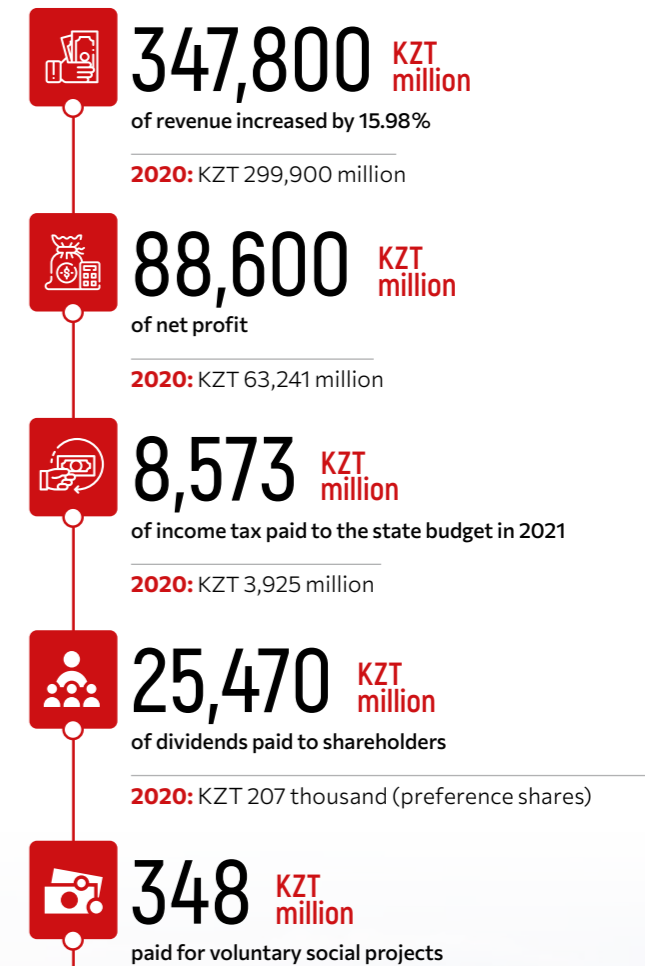 347,800 KZT
million
of revenue increased by 15.98%
2020: KZT 299,900 million
88,600 KZT
million
of net profit
2020: KZT 63,241 million
8,573 KZT
million
of income tax paid to the state budget in 2021
2020: KZT 3,925 million
25,470 KZT
million
of dividends paid to shareholders
2020: KZT 207 thousand (preference shares)
348 KZT
million
paid for voluntary social projects